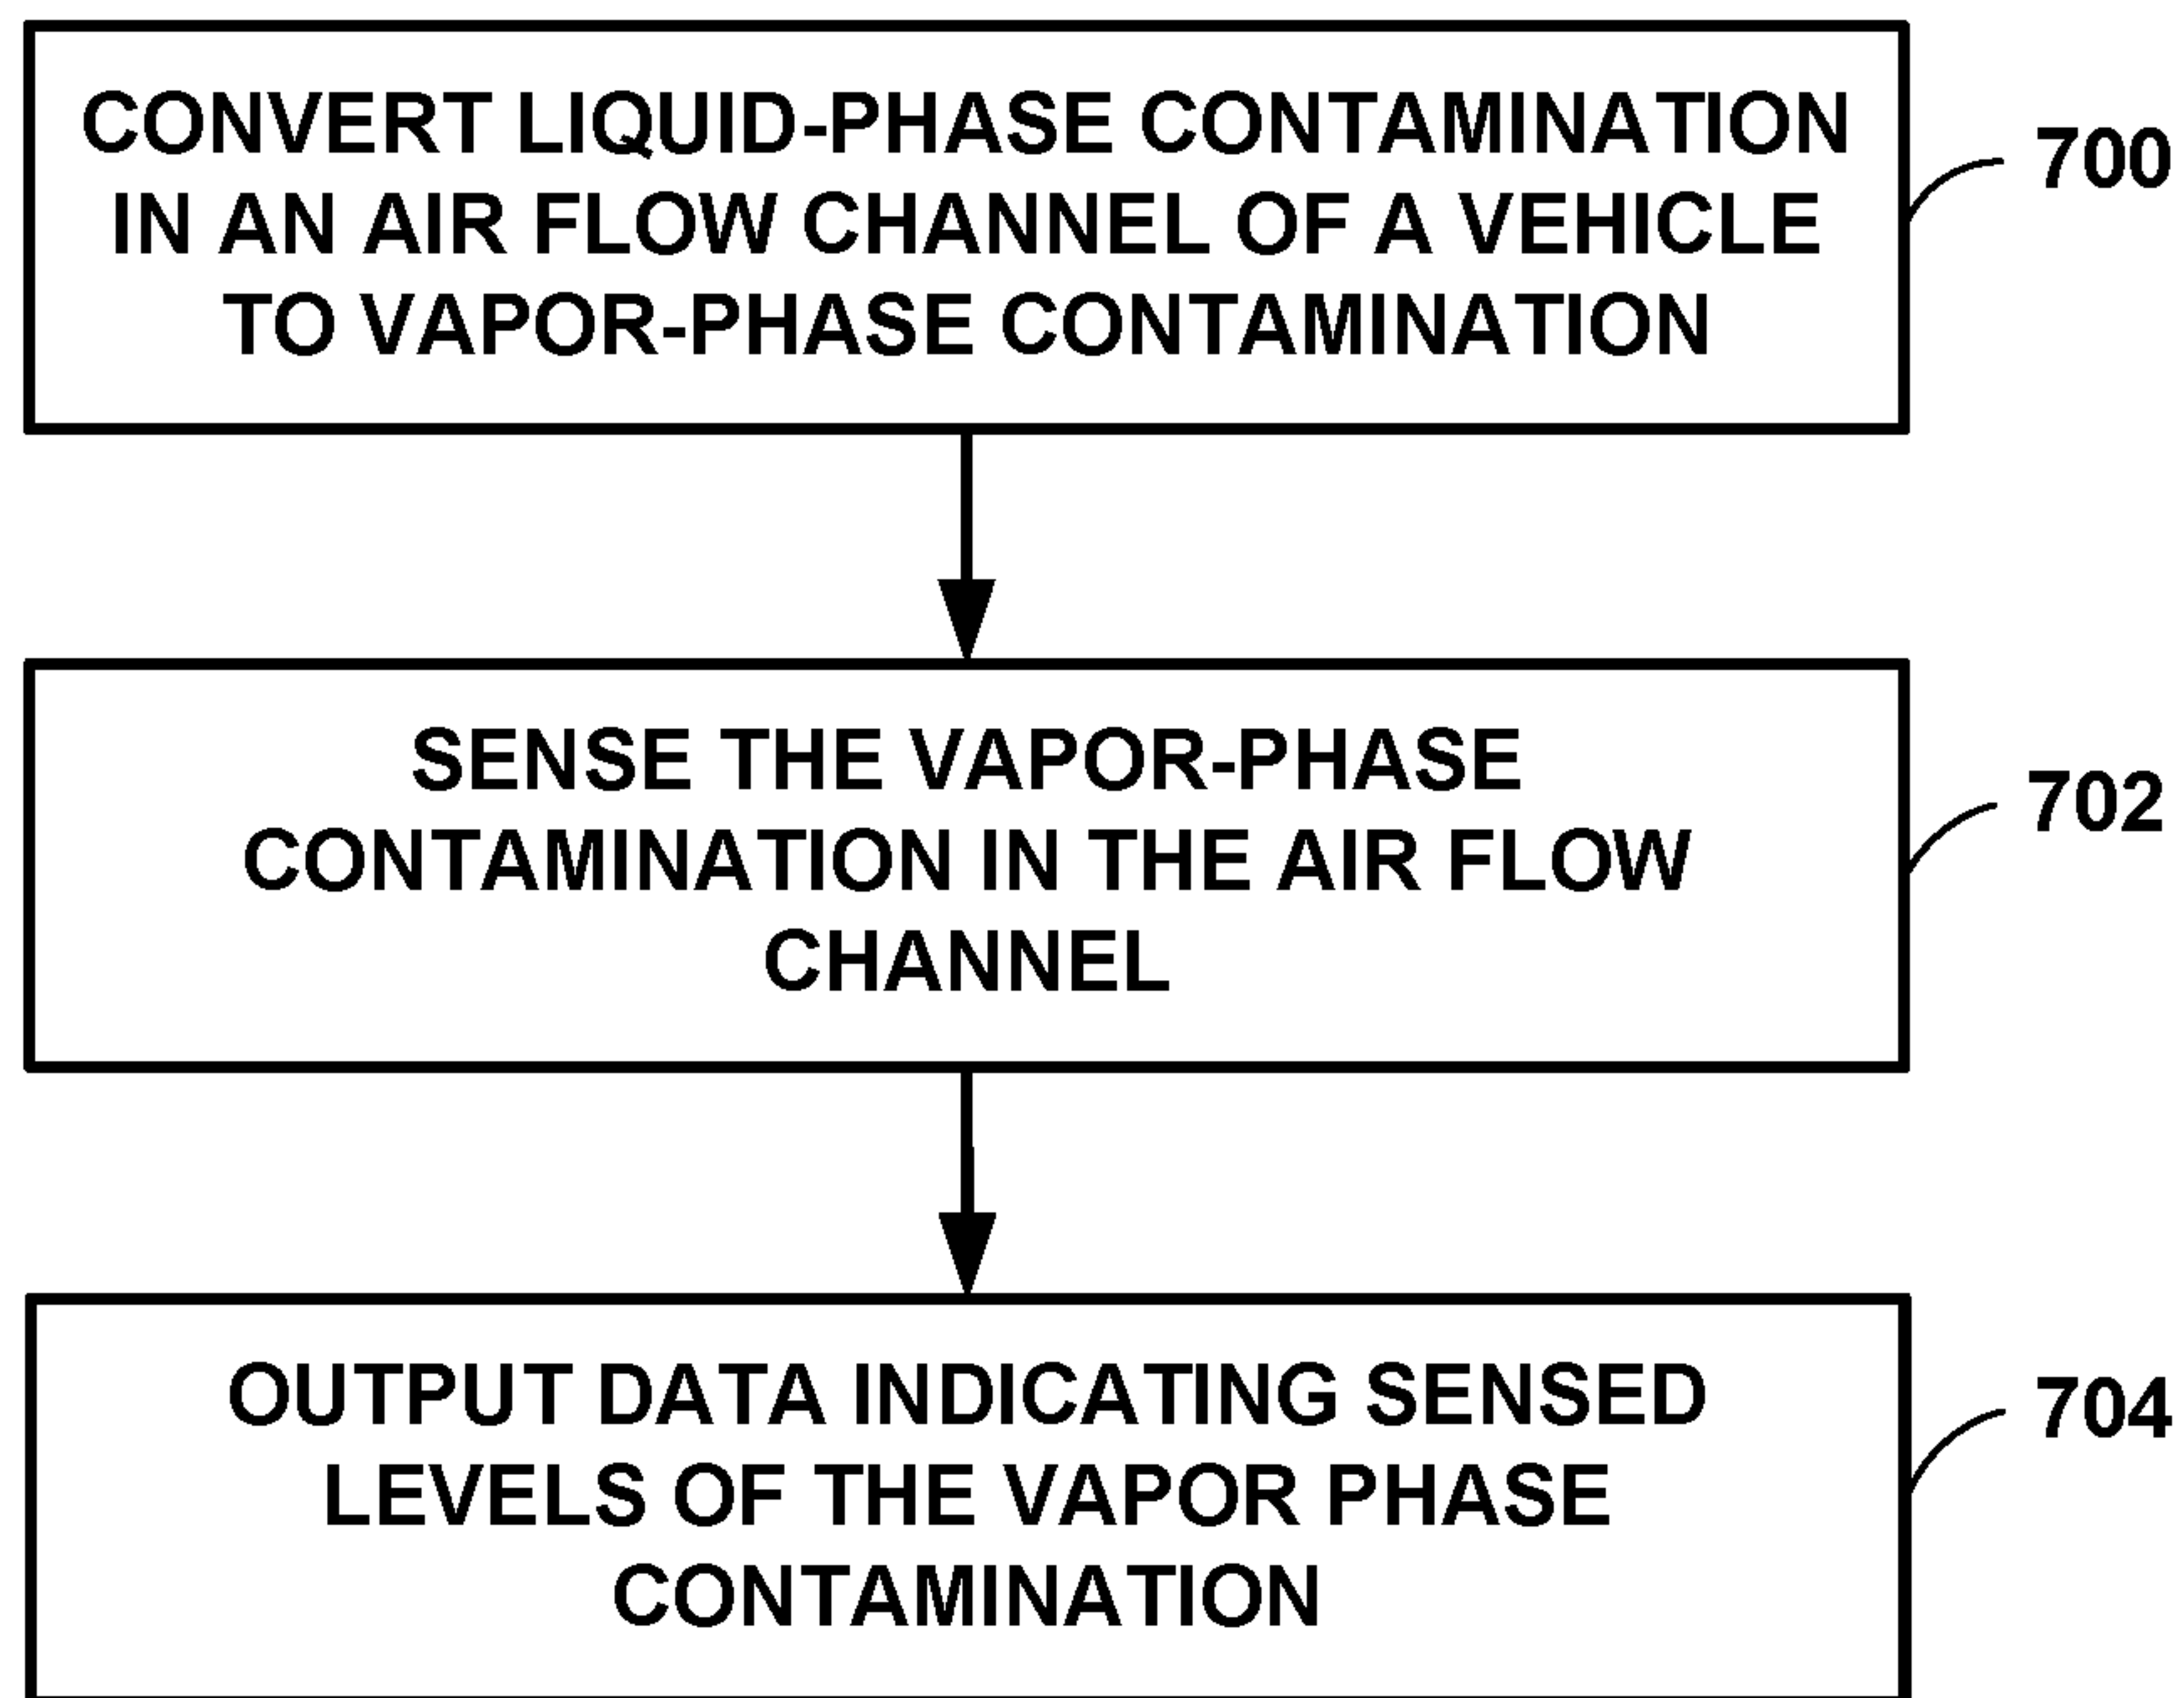 CONVERT LIQUID-PHASE CONTAMINATION
IN AN AIR FLOW CHANNEL OF A VEHICLE
TO VAPOR-PHASE CONTAMINATION
700
SENSE THE VAPOR-PHASE
CONTAMINATION IN THE AIR FLOW
CHANNEL
702
OUTPUT DATA INDICATING SENSED
LEVELS OF THE VAPOR PHASE
CONTAMINATION
704